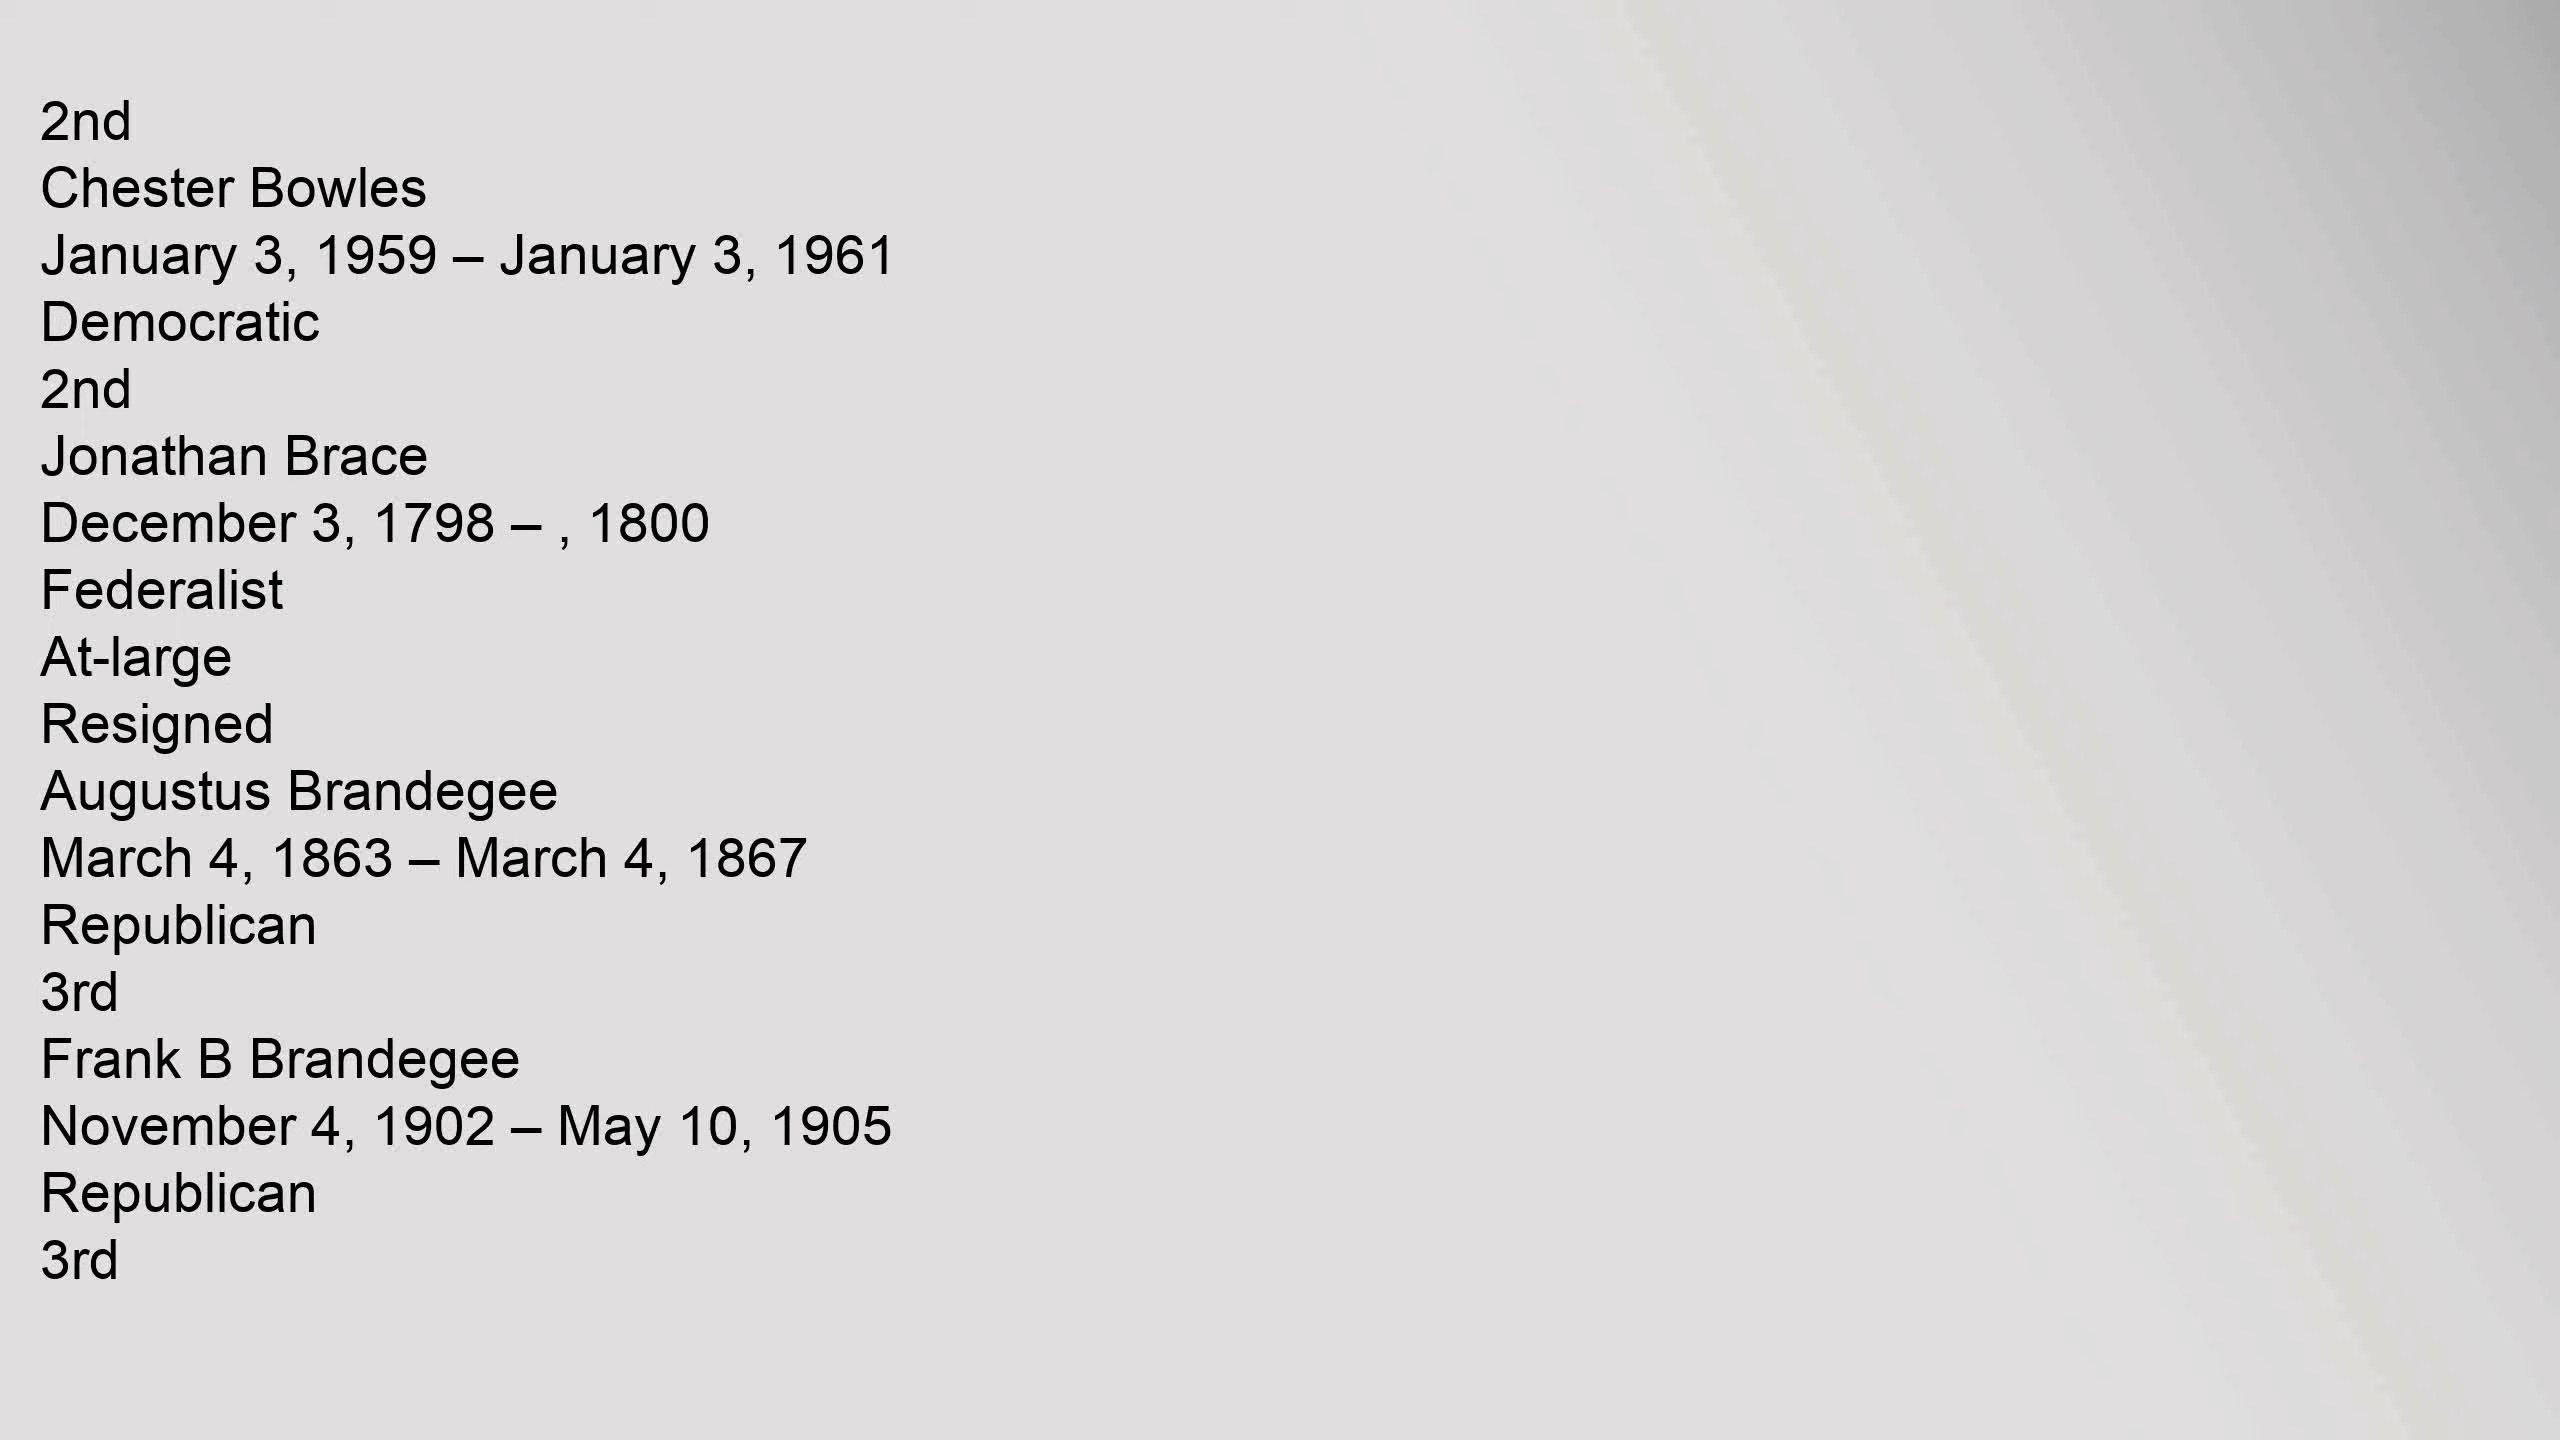 2nd
Chester Bowles
January 3, 1959 – January 3, 1961
Democratic
2nd
Jonathan Brace
December 3, 1798 – , 1800
Federalist
At-large
Resigned
Augustus Brandegee
March 4, 1863 – March 4, 1867
Republican
3rd
Frank B Brandegee
November 4, 1902 – May 10, 1905
Republican
3rd